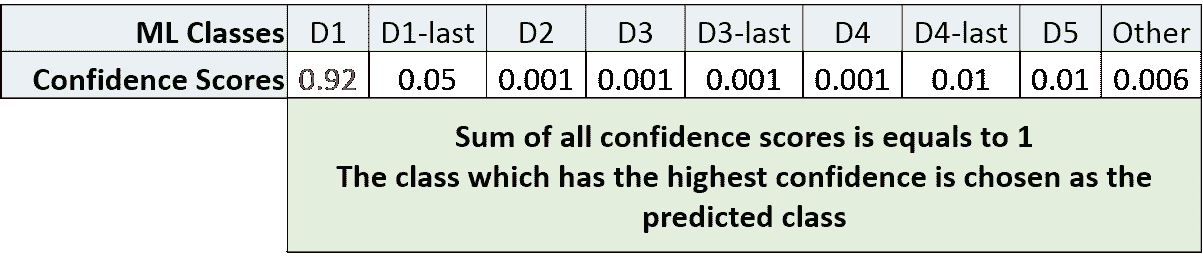 ML Classes D1 D1-last D2 D3 D3-last D4 D4-last D5 Other
Confidence Scores 0.92 0.05 0.001 0.001 0.001 0.001 0.01 0.01 0.006
Sum of all confidence scores is equals to 1
The class which has the highest confidence is chosen as the
predicted class